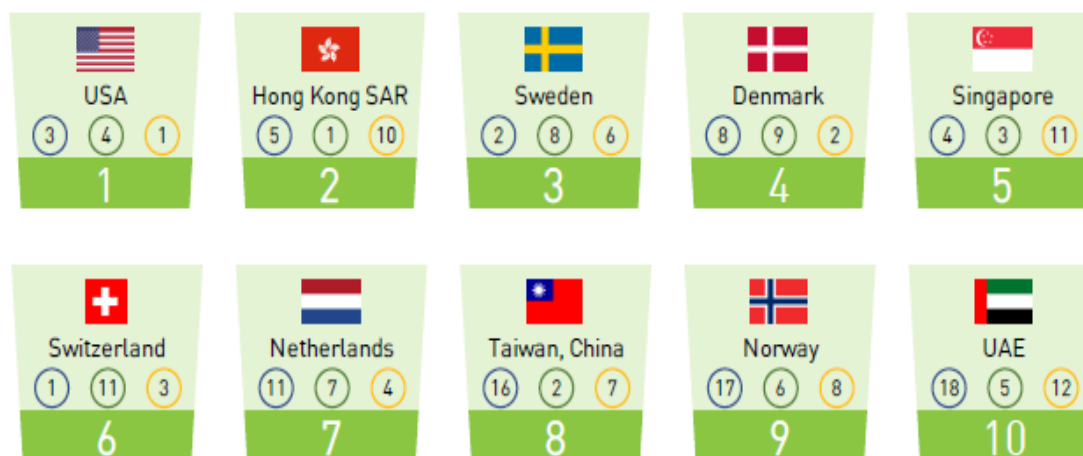 USA
3 4 1
1
Hong Kong SAR
5 1 10
2
Sweden
2 8 6
3
Denmark
8 9 2
4
Singapore
4 3 11
5
Switzerland
1 11 3
6
Netherlands
11 7 4
7
Taiwan, China
16 2 7
8
Norway
17 6 8
9
UAE
18 5 12
10